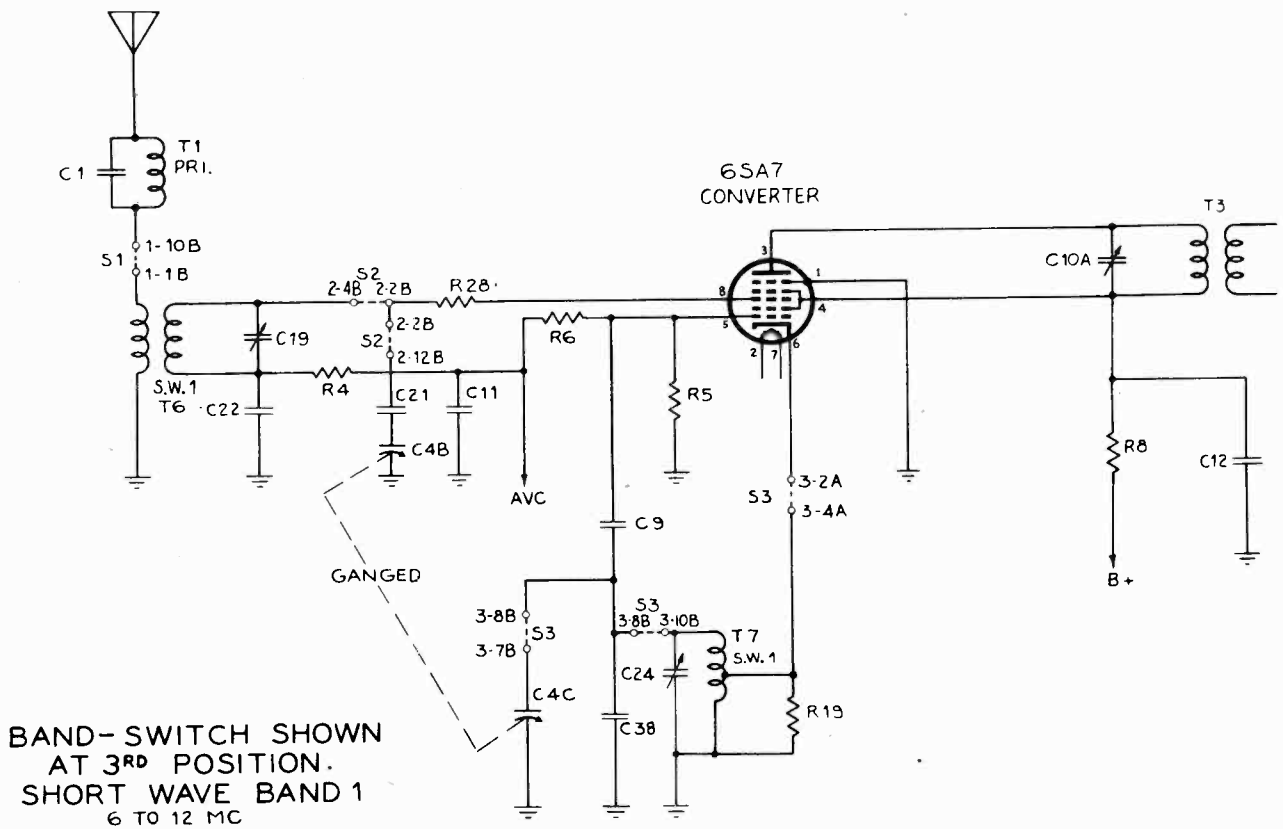 T1
PRI.
C1
S1
1-10B
1-1B
S.W.1
T6
C19
C22
R4
2-4B
S2
2-2B
2-2B
S2
2-12B
C21
C4B
C11
R28.
R6
AVC
6SA7
CONVERTER
3
1
8
4
5
2
7
6
R5
C9
GANGED
3-8B
S3
3-7B
C4C
S3
3-8B
3-10B
C24
C38
T7
S.W.1
R19
3-2A
S3
3-4A
T3
C10A
R8
C12
B+
BAND-SWITCH SHOWN
AT 3RD POSITION.
SHORT WAVE BAND 1
6 TO 12 MC